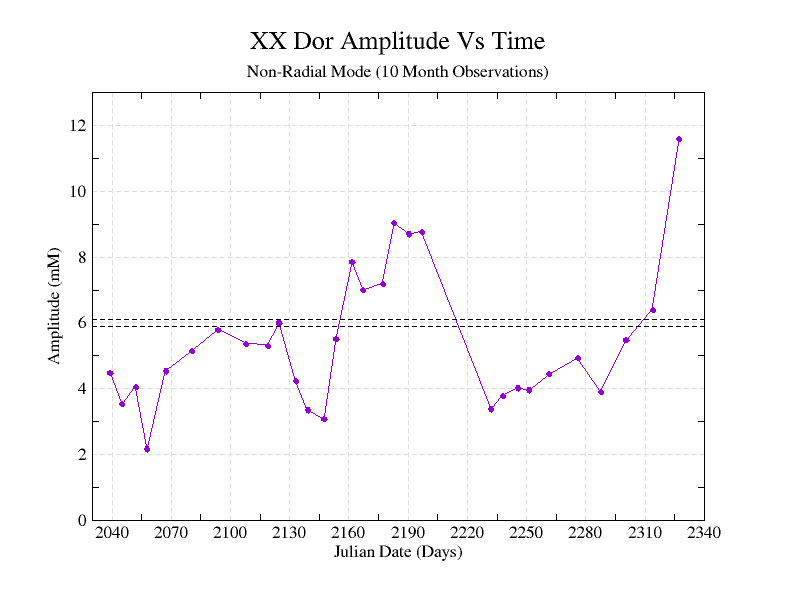 XX Dor Amplitude Vs Time
Non-Radial Mode (10 Month Observations)
12
10
8
6
4
2
0
Amplitude (mM)
2040 2070 2100 2130 2160 2190 2220 2250 2280 2310 2340
Julian Date (Days)